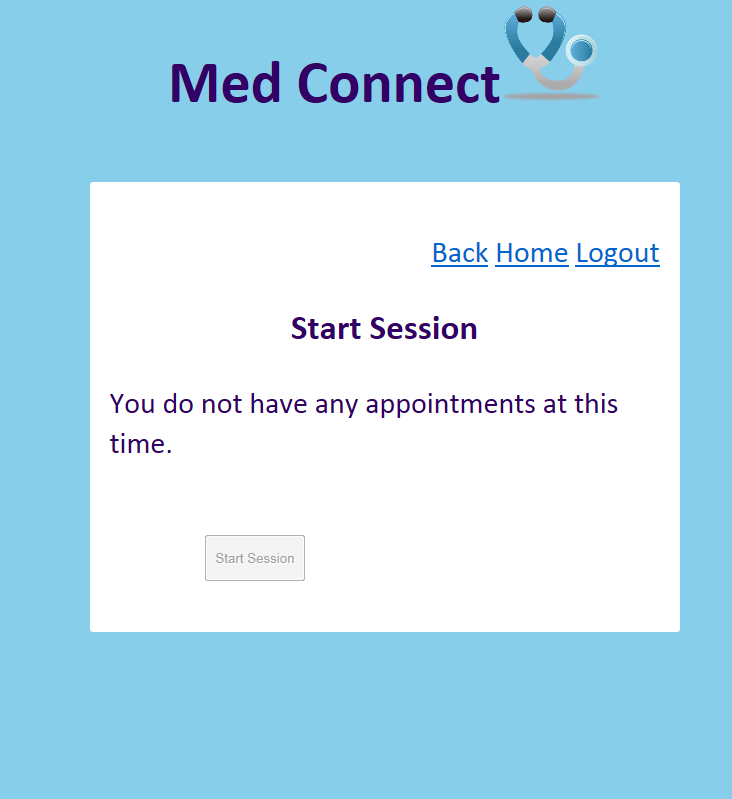 Med Connect
Back Home Logout
Start Session
You do not have any appointments at this
time.
Start Session